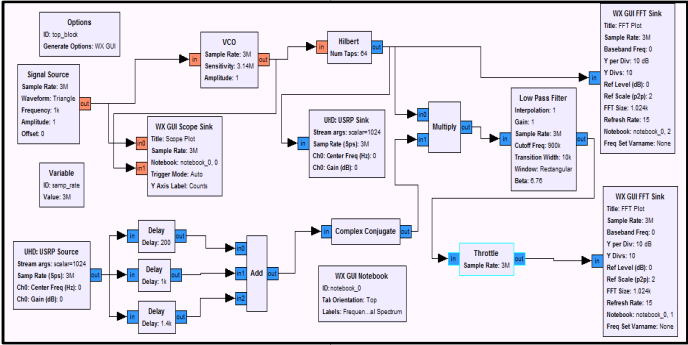 Options
ID: top_block
Generate Options: WX GUI
Signal Source
Sample Rate: 3M
Waveform: Triangle
Frequency: 1k
Amplitude: 1
Offset: 0
out
VCO
Sample Rate: 3M
Sensitivity: 3.14M
Amplitude: 1
in
out
Hilbert
Num Taps: 64
in
out
WX GUI FFT Sink
Title: FFT Plot
Sample Rate: 3M
Baseband Freq: 0
Y per Div: 10 dB
Y Divs: 10
Ref Level (dB): 0
Ref Scale (p2p): 2
FFT Size: 1.024k
Refresh Rate: 15
Notebook: notebook_0, 2
Freq Set Varname: None
in
WX GUI Scope Sink
Title: Scope Plot
Sample Rate: 3M
Notebook: notebook_0, 0
Trigger Mode: Auto
Y Axis Label: Counts
in0
in1
UHD: USRP Sink
Stream args: scalar=1024
Samp Rate (Sps): 3M
Ch0: Center Freq (Hz): 0
Ch0: Gain (dB): 0
in
Multiply
in0
in1
out
Low Pass Filter
Interpolation: 1
Gain: 1
Sample Rate: 3M
Cutoff Freq: 900k
Transition Width: 10k
Window: Rectangular
Beta: 6.76
in
out
Variable
ID: samp_rate
Value: 3M
UHD: USRP Source
Stream args: scalar=1024
Samp Rate (Sps): 3M
Ch0: Center Freq (Hz): 0
Ch0: Gain (dB): 0
out
Delay
Delay: 200
in
out
Delay
Delay: 1k
in
out
Delay
Delay: 1.4k
in
out
Add
in0
in1
in2
out
Complex Conjugate
in
out
WX GUI Notebook
ID: notebook_0
Tab Orientation: Top
Labels: Frequen...al Spectrum
Throttle
Sample Rate: 3M
in
out
WX GUI FFT Sink
Title: FFT Plot
Sample Rate: 3M
Baseband Freq: 0
Y per Div: 10 dB
Y Divs: 10
Ref Level (dB): 0
Ref Scale (p2p): 2
FFT Size: 1.024k
Refresh Rate: 15
Notebook: notebook_0, 1
Freq Set Varname: None
in